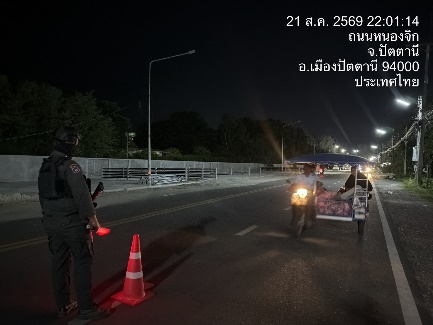 21 ส.ค. 2569 22:01:14
ถนนหนองจิก
จ.ปัตตานี
อ.เมืองปัตตานี 94000
ประเทศไทย